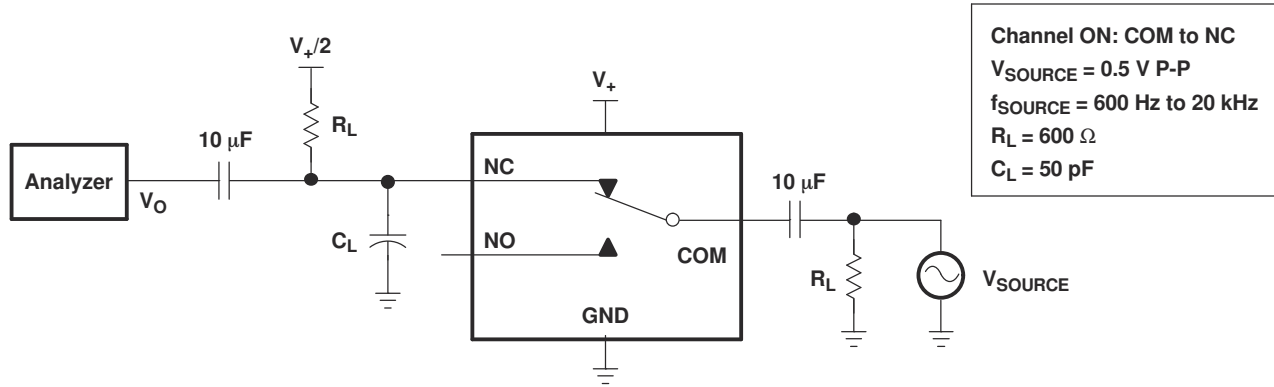 V+/2
RL
10 μF
Analyzer
VO
CL
V+
NC
NO
COM
GND
10 μF
RL
VSOURCE
Channel ON: COM to NC
VSOURCE = 0.5 V P-P
fSOURCE = 600 Hz to 20 kHz
RL = 600 Ω
CL = 50 pF